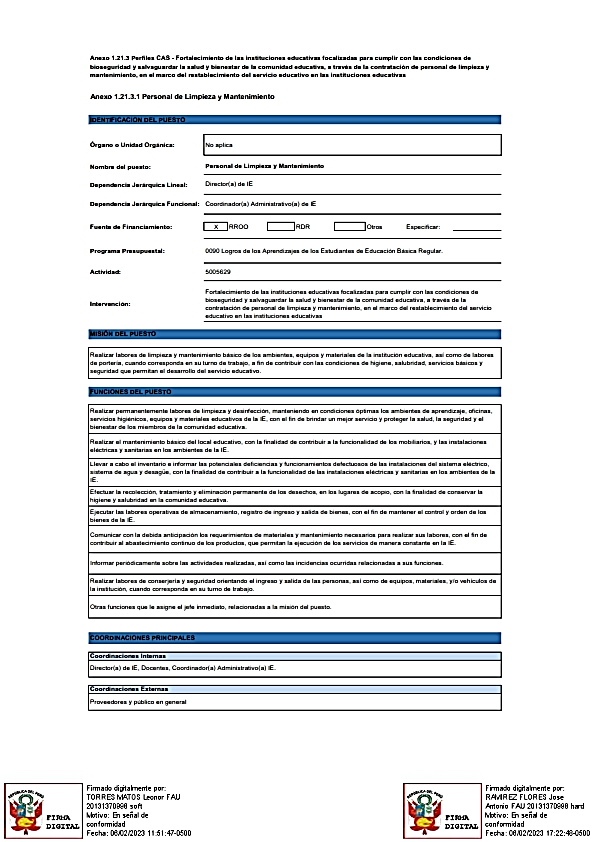 Anexo 1.21.3 Perfiles CAS - Fortalecimiento de las instituciones educativas focalizadas para cumplir con las condiciones de
bioseguridad y salvaguardar la salud y bienestar de la comunidad educativa, a través de la contratación de personal de limpieza y
mantenimiento, en el marco del restablecimiento del servicio educativo en las instituciones educativas
Anexo 1.21.3.1 Personal de Limpieza y Mantenimiento
IDENTIFICACIÓN DEL PUESTO
Órgano o Unidad Orgánica: No aplica
Nombre del puesto: Personal de Limpieza y Mantenimiento
Dependencia Jerárquica Lineal: Director(a) de IE
Dependencia Jerárquica Funcional: Coordinador(a) Administrativo(a) de IE
Fuente de Financiamiento: X RROO RDR Otros Especificar:
Programa Presupuestal: 0090 Logros de los Aprendizajes de los Estudiantes de Educación Básica Regular.
Actividad: 5005629
Intervención: Fortalecimiento de las instituciones educativas focalizadas para cumplir con las condiciones de
bioseguridad y salvaguardar la salud y bienestar de la comunidad educativa, a través de la
contratación de personal de limpieza y mantenimiento, en el marco del restablecimiento del servicio
educativo en las instituciones educativas
MISIÓN DEL PUESTO
Realizar labores de limpieza y mantenimiento básico de los ambientes, equipos y materiales de la institución educativa, así como de labores
de portería, cuando corresponda en su turno de trabajo, a fin de contribuir con las condiciones de higiene, salubridad, servicios básicos y
seguridad que permitan el desarrollo del servicio educativo.
FUNCIONES DEL PUESTO
Realizar permanentemente labores de limpieza y desinfección, manteniendo en condiciones óptimas los ambientes de aprendizaje, oficinas,
servicios higiénicos, equipos y materiales educativos de la IE, con el fin de brindar un mejor servicio y proteger la salud, la seguridad y el
bienestar de los miembros de la comunidad educativa.
Realizar el mantenimiento básico del local educativo, con la finalidad de contribuir a la funcionalidad de los mobiliarios, y las instalaciones
eléctricas y sanitarias en los ambientes de la IE.
Llevar a cabo el inventario e informar las potenciales deficiencias y funcionamientos defectuosos de las instalaciones del sistema eléctrico,
sistema de agua y desagüe, con la finalidad de contribuir a la funcionalidad de las instalaciones eléctricas y sanitarias en los ambientes de la
IE.
Efectuar la recolección, tratamiento y eliminación permanente de los desechos, en los lugares de acopio, con la finalidad de conservar la
higiene y salubridad en la comunidad educativa.
Ejecutar las labores operativas de almacenamiento, registro de ingreso y salida de bienes, con el fin de mantener el control y orden de los
bienes de la IE.
Comunicar con la debida anticipación los requerimientos de materiales y mantenimiento necesarios para realizar sus labores, con el fin de
contribuir al abastecimiento continuo de los productos, que permitan la ejecución de los servicios de manera constante en la IE.
Informar periódicamente sobre las actividades realizadas, así como las incidencias ocurridas relacionadas a sus funciones.
Realizar labores de conserjería y seguridad orientando el ingreso y salida de las personas, así como de equipos, materiales, y/o vehículos de
la institución, cuando corresponda en su turno de trabajo.
Otras funciones que le asigne el jefe inmediato, relacionadas a la misión del puesto.
COORDINACIONES PRINCIPALES
Coordinaciones Internas
Director(a) de IE, Docentes, Coordinador(a) Administrativo(a) IE.
Coordinaciones Externas
Proveedores y público en general
REPUBLICA DEL PERU
FIRMA
DIGITAL
Firmado digitalmente por:
TORRES MATOS Leonor FAU
20131370998 soft
Motivo: En señal de
conformidad
Fecha: 06/02/2023 11:51:47-0500
REPUBLICA DEL PERU
FIRMA
DIGITAL
Firmado digitalmente por:
RAMIREZ FLORES Jose
Antonio FAU 20131370998 hard
Motivo: En señal de
conformidad
Fecha: 06/02/2023 17:22:48-0500